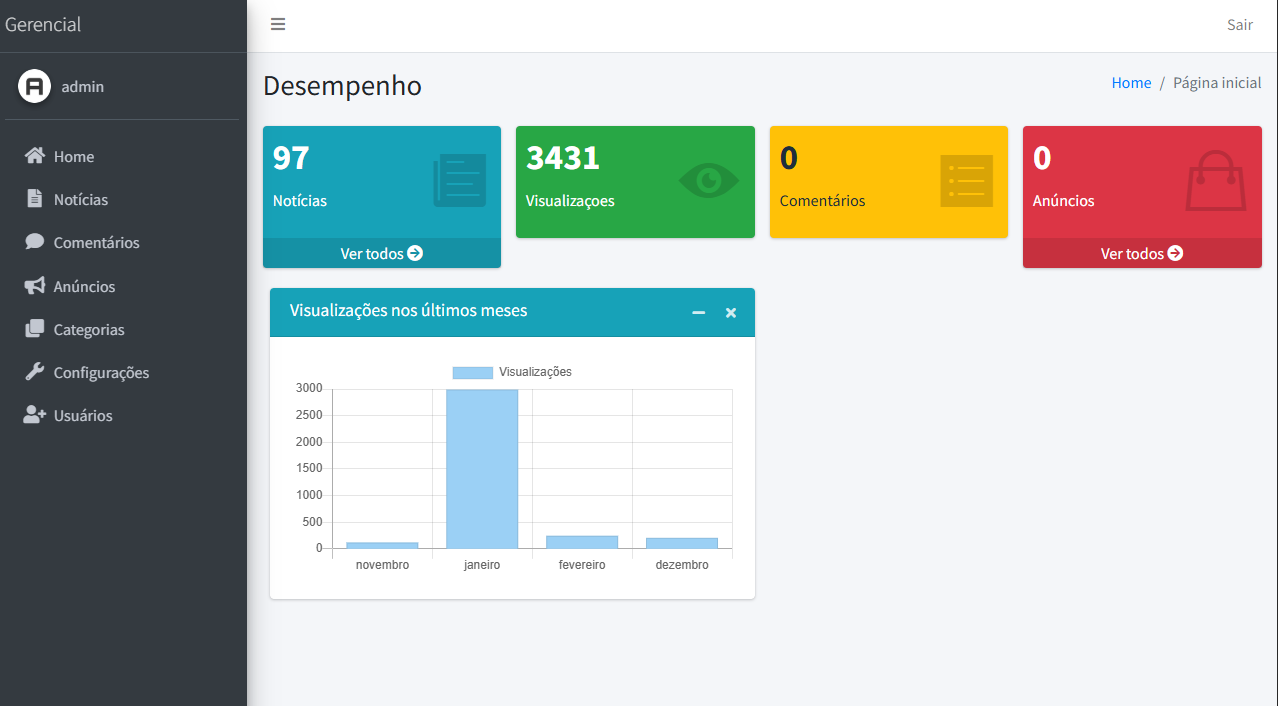 Gerencial
Sair
admin
Home
Notícias
Comentários
Anúncios
Categorias
Configurações
Usuários
Desempenho
Home / Página inicial
97
Notícias
Ver todos
3431
Visualizaçoes
0
Comentários
0
Anúncios
Ver todos
Visualizações nos últimos meses
Visualizações
3000
2500
2000
1500
1000
500
0
novembro janeiro fevereiro dezembro